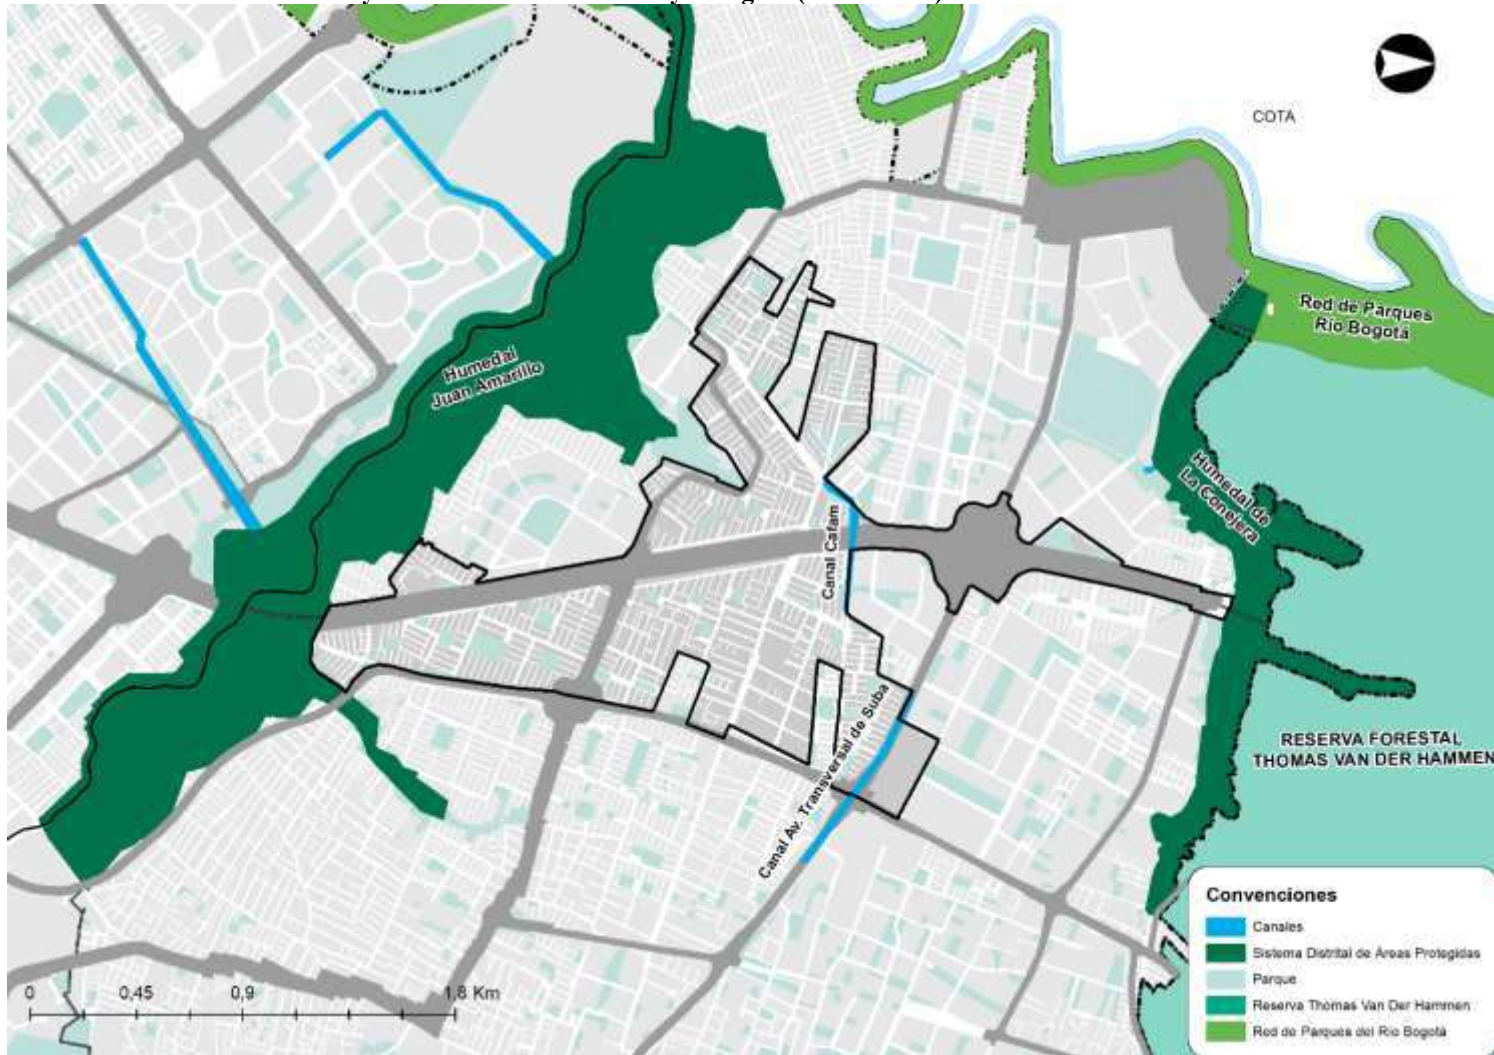 COTA
Red de Parques
Río Bogotá
Humedal
Juan Amarillo
Humedal de
La Conejera
Canal Cafam
Canal Av. Transversal de Suba
RESERVA FORESTAL
THOMAS VAN DER HAMMEN
Convenciones
Canales
Sistema Distrital de Áreas Protegidas
Parque
Reserva Thomas Van Der Hammen
Red de Parques del Río Bogotá
0 0,45 0,9 1,8 Km